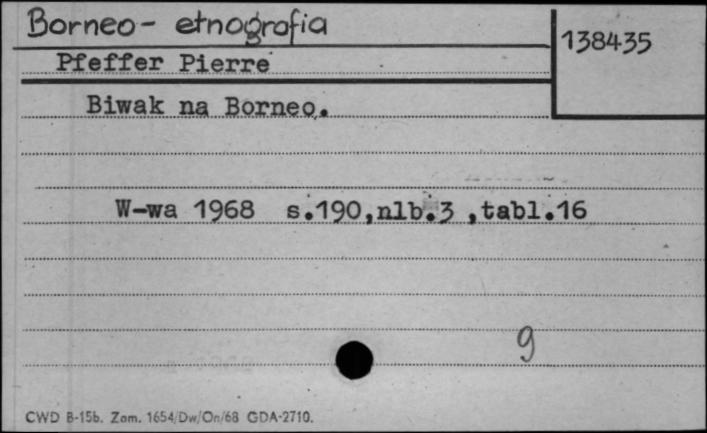 Borneo - etnografia
138435
Pfeffer Pierre
Biwak na Borneo.
W-wa 1968 s.190,nlb.3 ,tabl.16
9
CWD B-15b. Zam. 1654/Dw/On/68 GDA-2710.